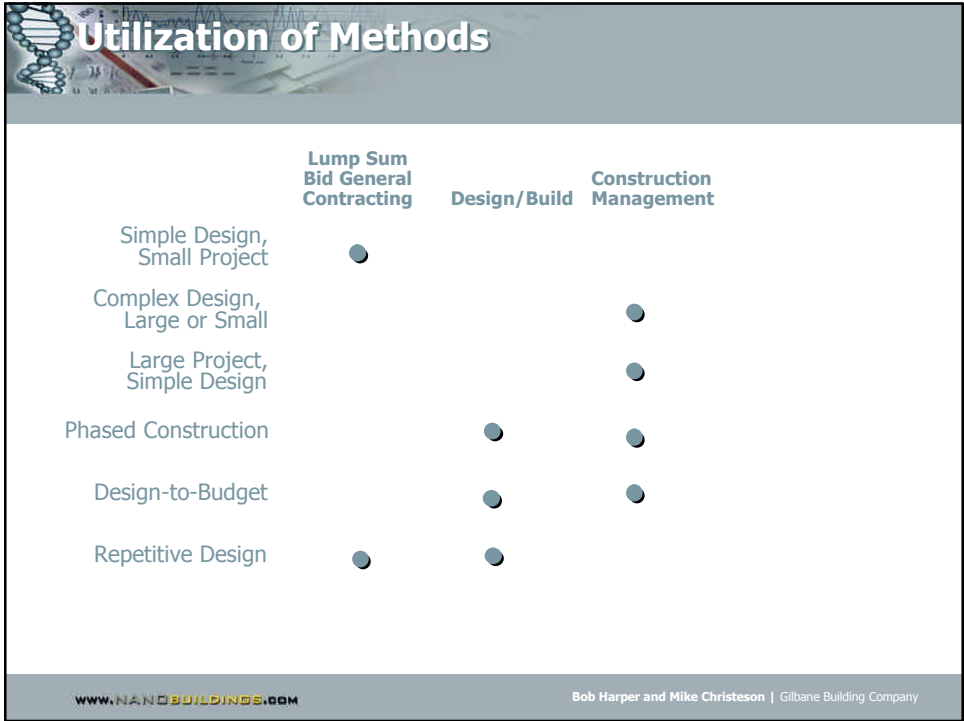 Utilization of Methods
Lump Sum
Bid General
Contracting
Design/Build
Construction
Management
Simple Design,
Small Project
Complex Design,
Large or Small
Large Project,
Simple Design
Phased Construction
Design-to-Budget
Repetitive Design
WWW.NANOBUILDINGS.COM
Bob Harper and Mike Christeson | Gilbane Building Company